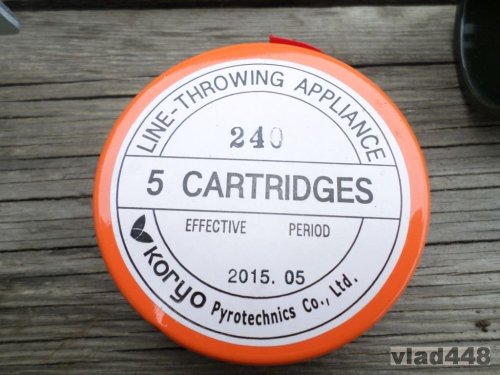 LINE-THROWING APPLIANCE
240
5 CARTRIDGES
EFFECTIVE PERIOD
2015. 05
Koryo Pyrotechnics Co., Ltd.
vlad448